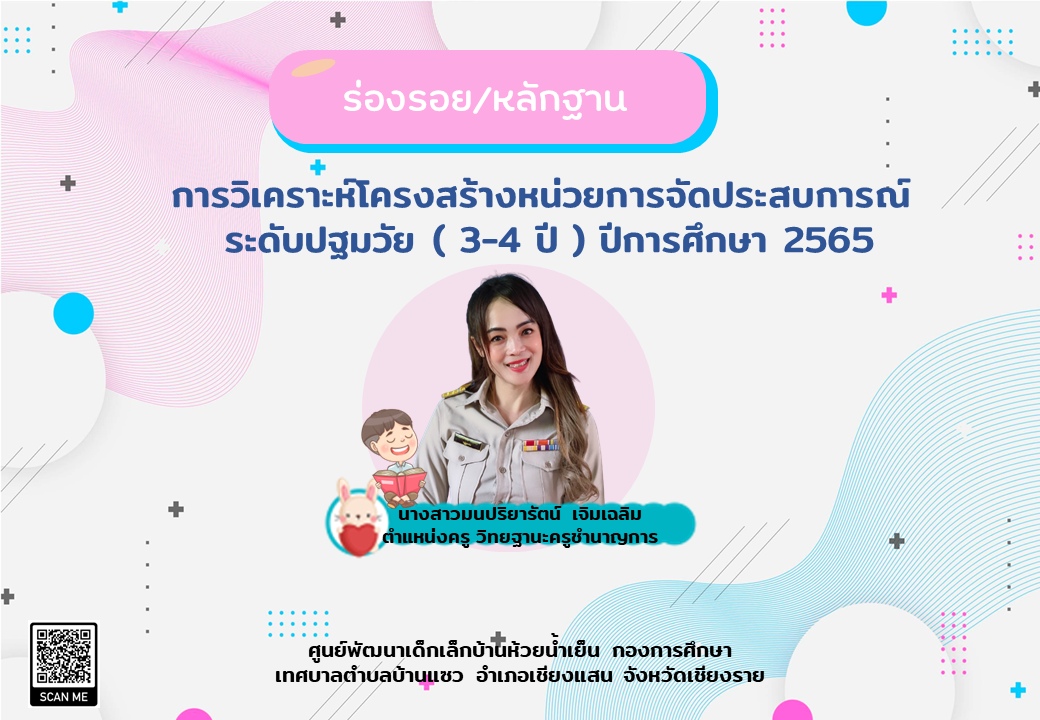 ร่องรอย/หลักฐาน
การวิเคราะห์โครงสร้างหน่วยการจัดประสบการณ์
ระดับปฐมวัย ( 3-4 ปี ) ปีการศึกษา 2565
นางสาวมนปริยารัตน์ เจิมเฉลิม
ตำแหน่งครู วิทยฐานะครูชำนาญการ
ศูนย์พัฒนาเด็กเล็กบ้านห้วยน้ำเย็น กองการศึกษา
เทศบาลตำบลบ้านแซว อำเภอเชียงแสน จังหวัดเชียงราย
SCAN ME